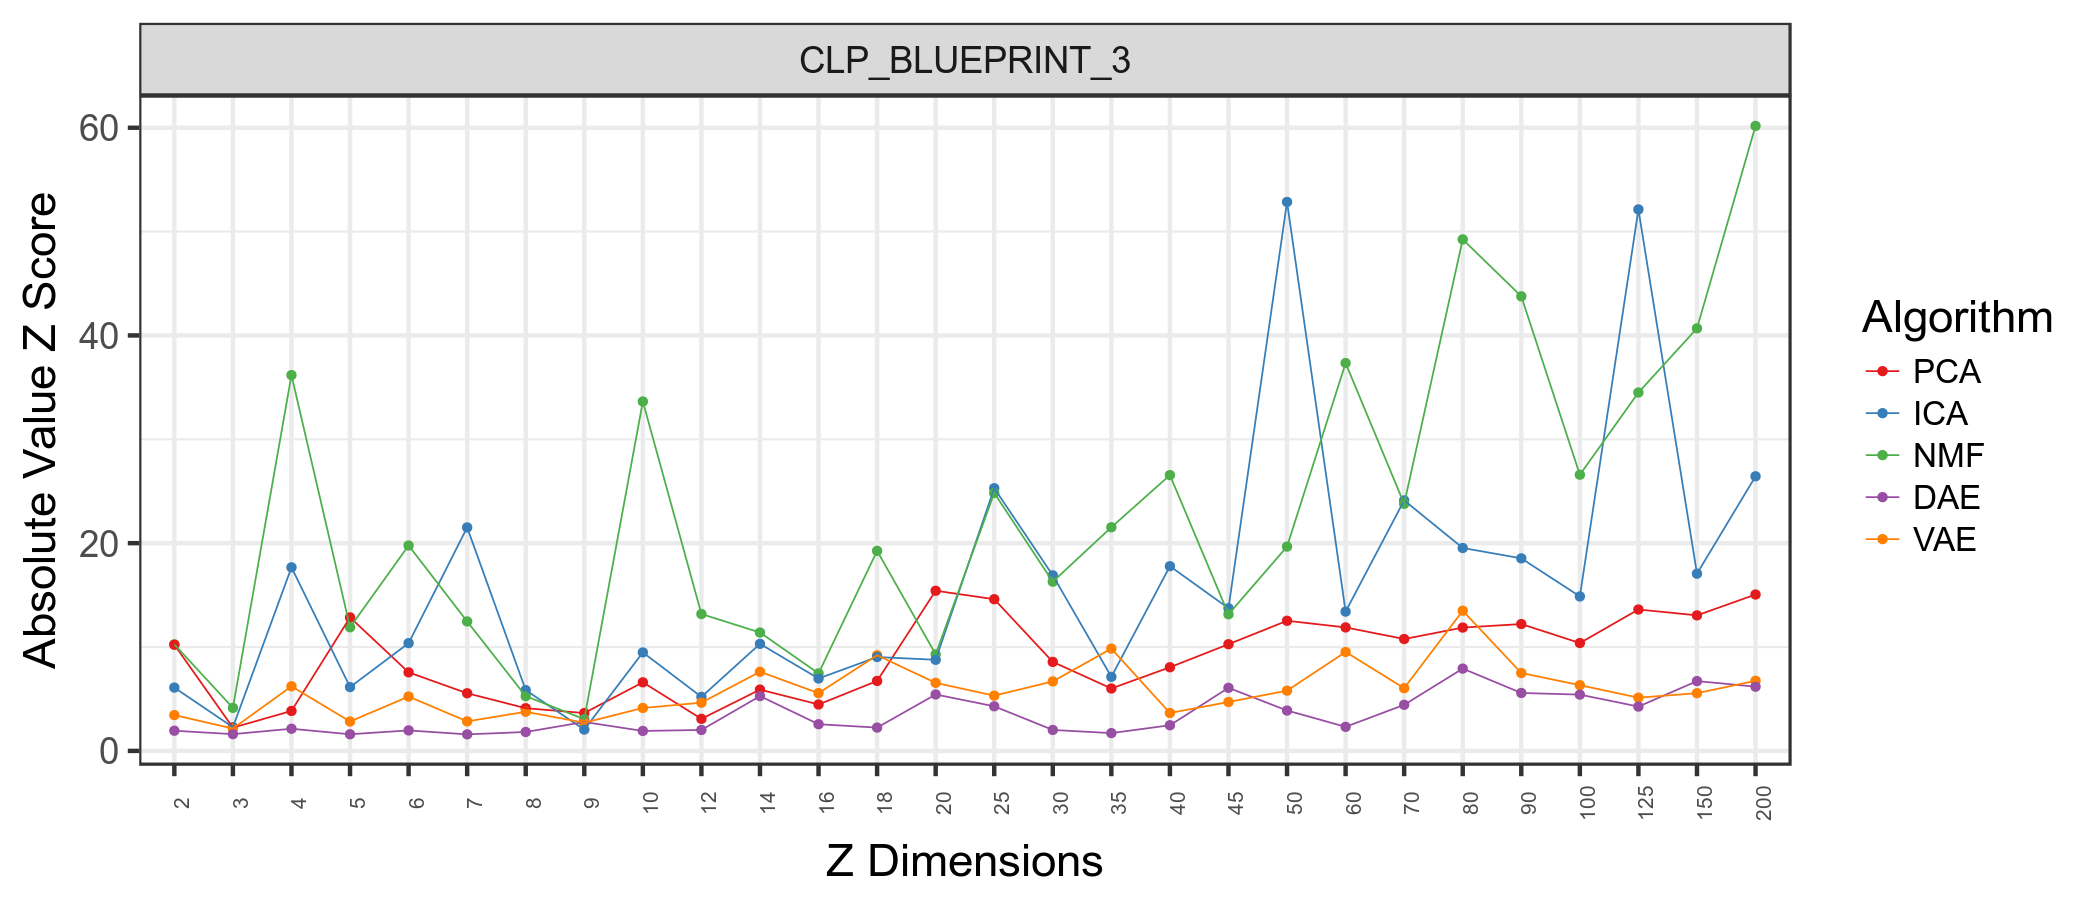 CLP_BLUEPRINT_3
Absolute Value Z Score
60
40
20
0
2 3 4 5 6 7 8 9 10 12 14 16 18 20 25 30 35 40 45 50 60 70 80 90 100 125 150 200
Z Dimensions
Algorithm
PCA
ICA
NMF
DAE
VAE